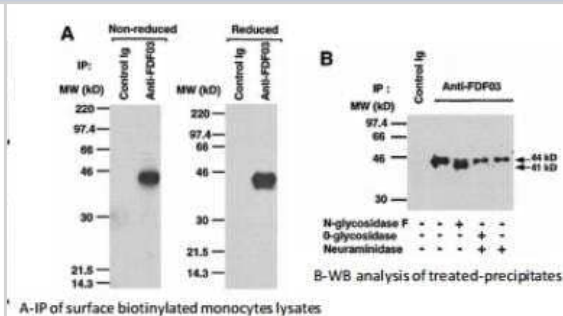 A
Non-reduced
Reduced
IP:
Control Ig
Anti-FDF03
Control Ig
Anti-FDF03
MW (kD)
MW (kD)
220
97.4
66
46
30
21.5
14.3
220
97.4
66
46
30
21.5
14.3
A-IP of surface biotinylated monocytes lysates
B
IP :
Control Ig
Anti-FDF03
MW (kD)
97.4
66
46
30
44 kD
41 kD
N-glycosidase F - - + - -
0-glycosidase - - - + -
Neuraminidase - - - + +
B-WB analysis of treated-precipitates